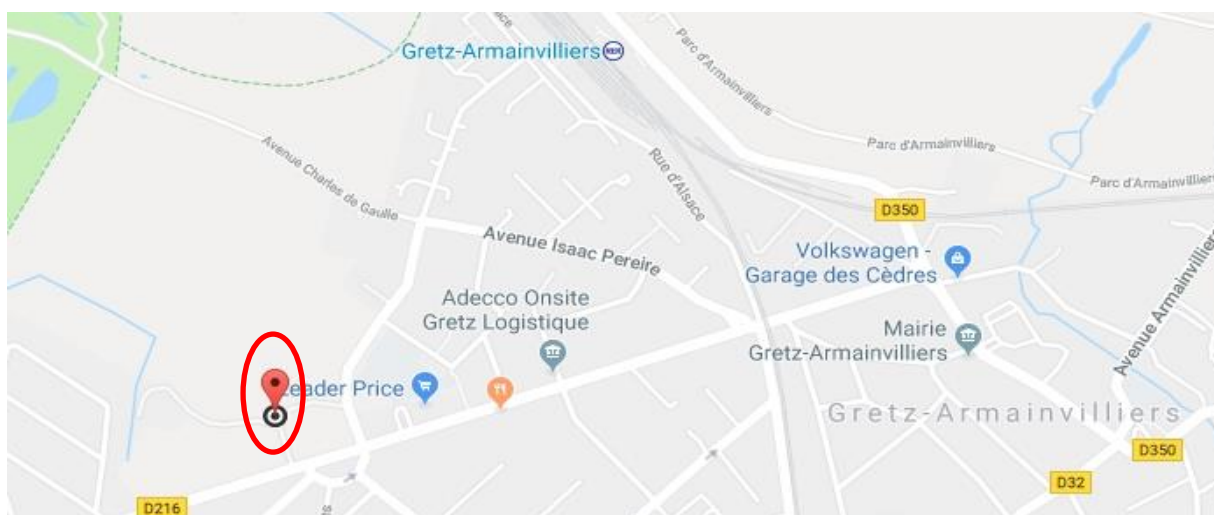 Gretz-Armainvilliers
RER
Parc d'Armainvilliers
Parc d'Armainvilliers
Parc d'Armainvilliers
Avenue Charles de Gaulle
Rue d'Alsace
D350
Avenue Isaac Pereire
Volkswagen -
Garage des Cèdres
Adecco Onsite
Gretz Logistique
Mairie
Gretz-Armainvilliers
Avenue Armainvilliers
Leader Price
Gretz-Armainvilliers
D350
D32
D216